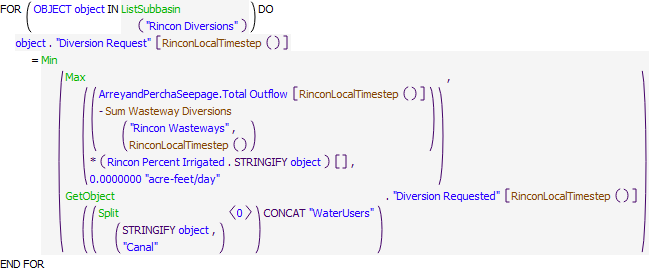 FOR ( OBJECT object IN ListSubbasin ) DO
( "Rincon Diversions" )
object . "Diversion Request" [ RinconLocalTimestep ( ) ]
= Min
Max ,
ArreyandPerchaSeepage.Total Outflow [ RinconLocalTimestep ( ) ]
- Sum Wasteway Diversions
( "Rincon Wasteways" ,
RinconLocalTimestep ( ) )
* ( Rincon Percent Irrigated . STRINGIFY object ) [ ] ,
0.0000000 "acre-feet/day"
GetObject . "Diversion Requested" [ RinconLocalTimestep ( ) ]
( ( Split 〈0〉 ) CONCAT "WaterUsers" )
( STRINGIFY object ,
"Canal" )
END FOR